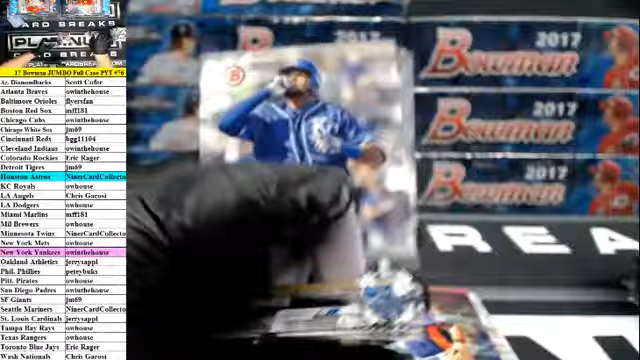 ARD BREAKS
PLATINUM
17 Bowman JUMBO Full Case PYT #76
Az. DiamonBacks Scott Cofer
Atlanta Braves owinthehouse
Baltimore Orioles flyersfan
Boston Red Sox mff181
Chicago Cubs owinthehouse
Chicago White Sox jm69
Cincinnati Reds hgg11104
Cleveland Indians owinthehouse
Colorado Rockies Eric Rager
Detroit Tigers jm69
Houston Astros NinerCardCollecto
KC Royals owhouse
LA Angels Chris Garosi
LA Dodgers owhouse
Miami Marlins mff181
Mil Brewers owhouse
Minnesota Twins NinerCardCollecto
New York Mets owhouse
New York Yankees owinthehouse
Oakland Athletics jerrysappl
Phil. Phillies peteybuks
Pitt. Pirates owhouse
San Diego Padres owinthehouse
SF Giants jm69
Seattle Mariners NinerCardCollecto
St. Louis Cardinals jerrysappl
Tampa Bay Rays owhouse
Texas Rangers owhouse
Toronto Blue Jays Eric Rager
Wash Nationals Chris Garosi
B
2017
Bowman
2017
Bowman
2017
Bowman
REA